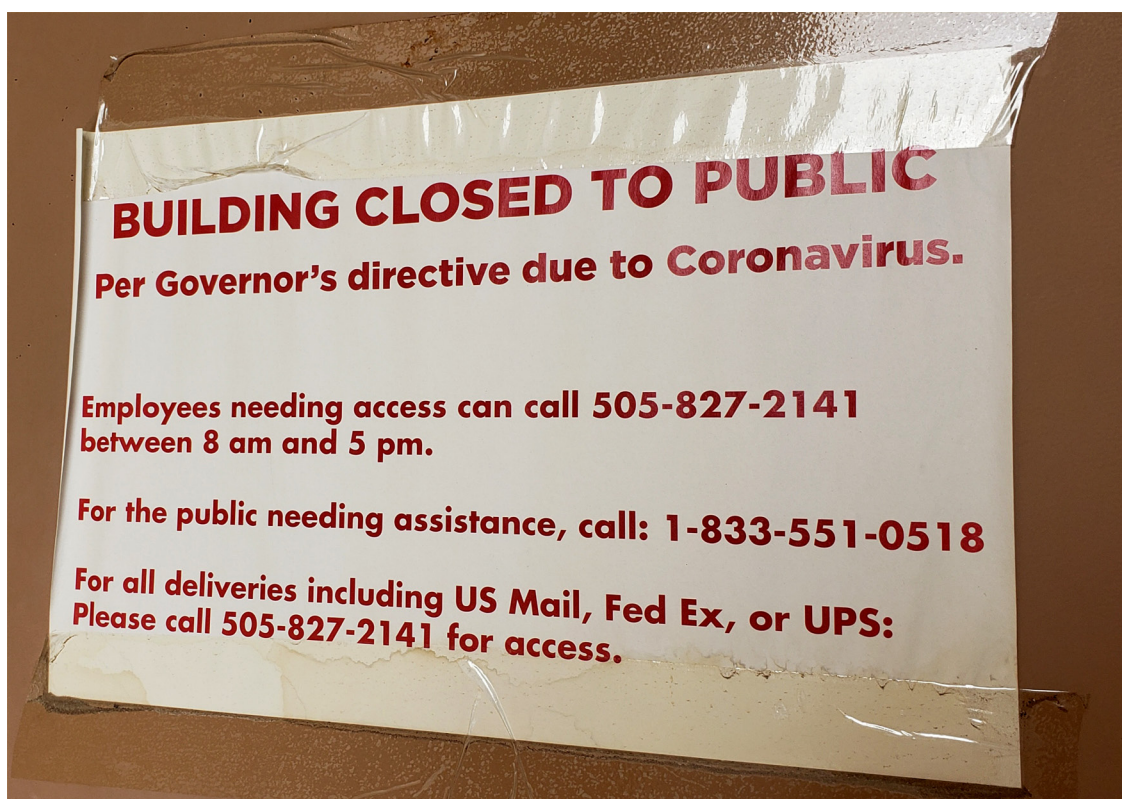 BUILDING CLOSED TO PUBLIC
Per Governor's directive due to Coronavirus.
Employees needing access can call 505-827-2141
between 8 am and 5 pm.
For the public needing assistance, call: 1-833-551-0518
For all deliveries including US Mail, Fed Ex, or UPS:
Please call 505-827-2141 for access.